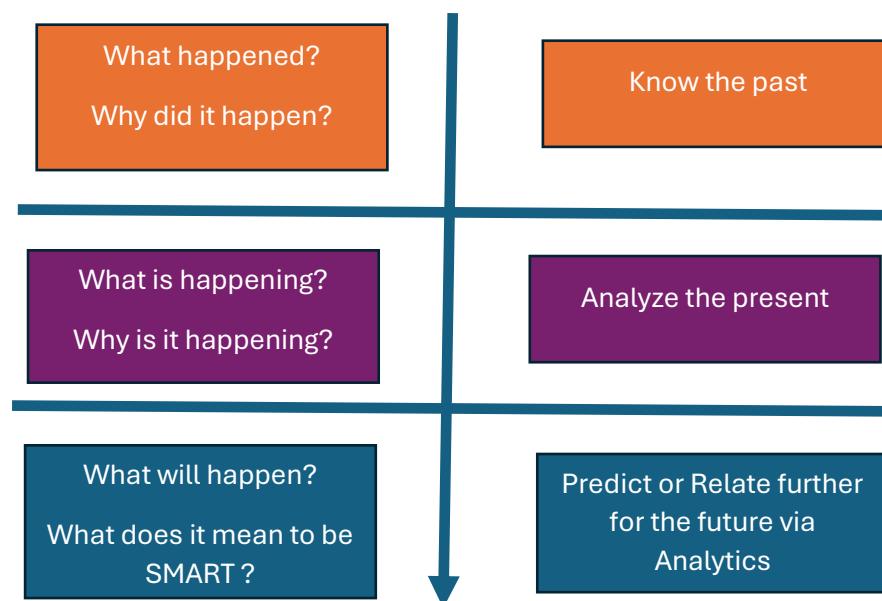 What happened?
Why did it happen?
Know the past
What is happening?
Why is it happening?
Analyze the present
What will happen?
What does it mean to be
SMART ?
Predict or Relate further
for the future via
Analytics